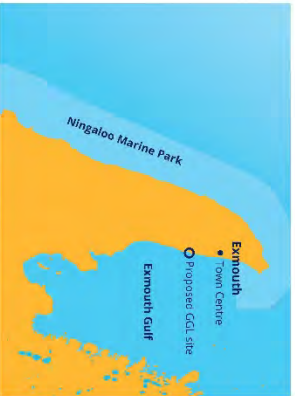 Ningaloo Marine Park
Exmouth
Town Centre
Proposed GGL site
Exmouth Gulf